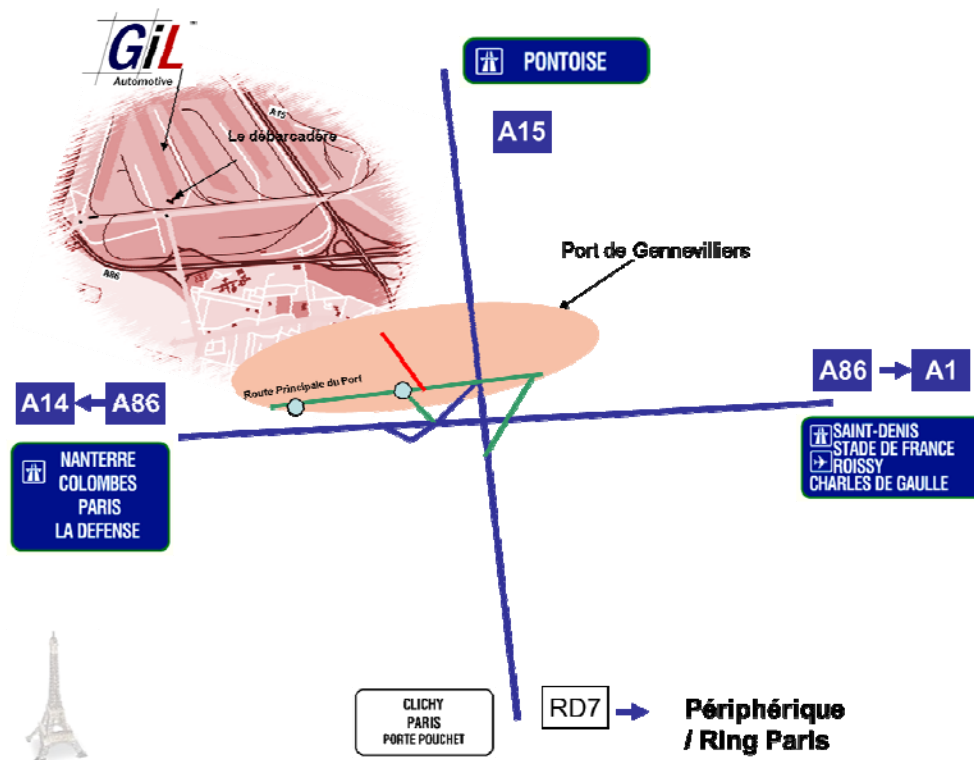 GiL
Automotive
PONTOISE
A15
A15
Le débarcadère
Port de Gennevilliers
A86
Route Principale du Port
A86 A1
A14 A86
SAINT-DENIS
STADE DE FRANCE
ROISSY
CHARLES DE GAULLE
NANTERRE
COLOMBES
PARIS
LA DEFENSE
CLICHY
PARIS
PORTE POUCHET
RD7
Périphérique
/ Ring Paris